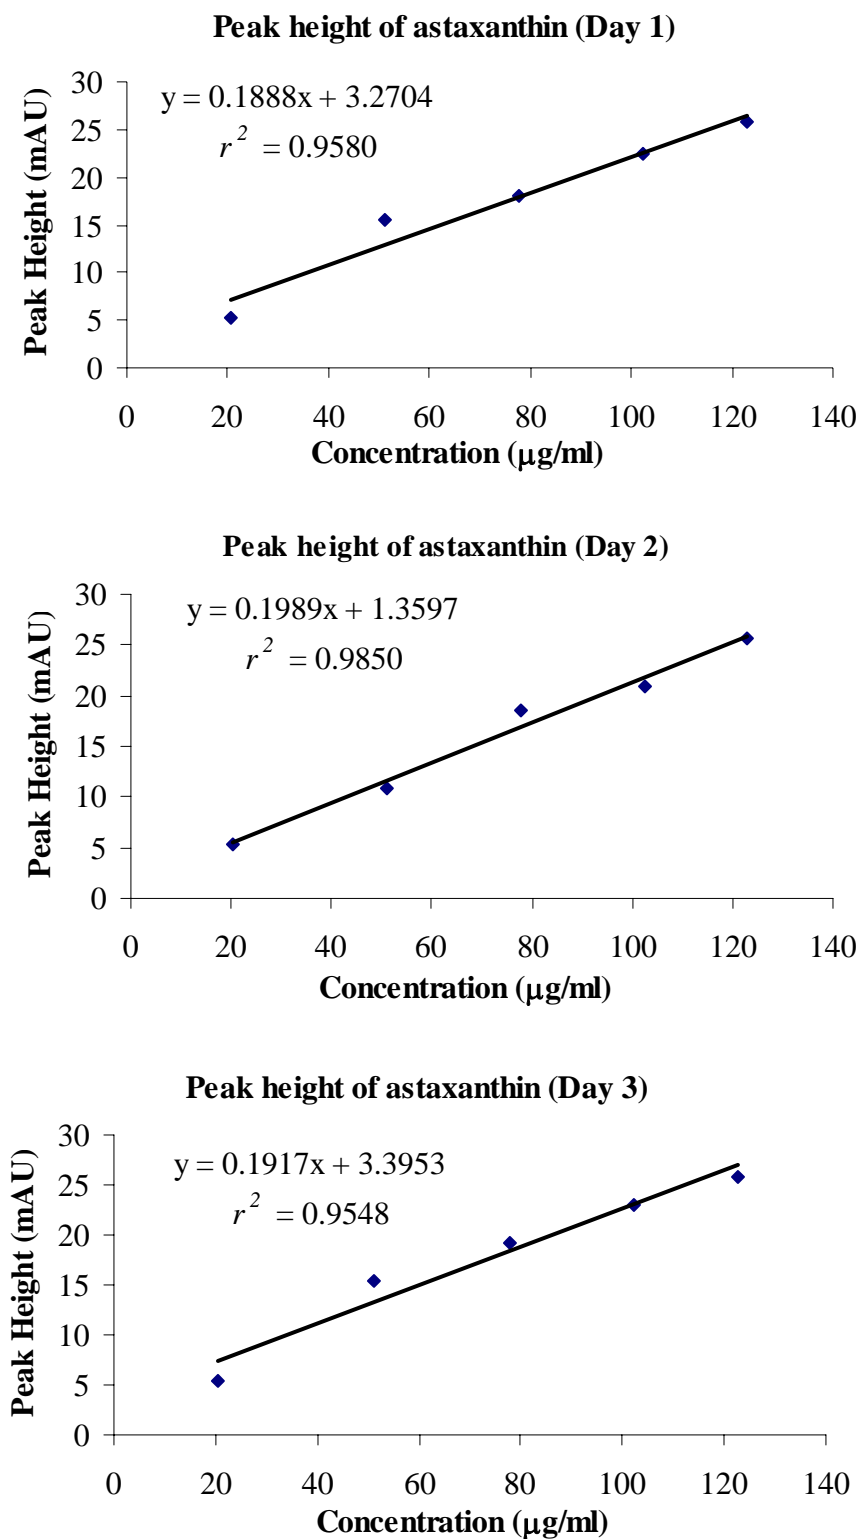 Peak height of astaxanthin (Day 1)
y = 0.1888x + 3.2704
r² = 0.9580
Peak Height (mAU)
30
25
20
15
10
5
0
0 20 40 60 80 100 120 140
Concentration (μg/ml)
Peak height of astaxanthin (Day 2)
y = 0.1989x + 1.3597
r² = 0.9850
Peak Height (mAU)
30
25
20
15
10
5
0
0 20 40 60 80 100 120 140
Concentration (μg/ml)
Peak height of astaxanthin (Day 3)
y = 0.1917x + 3.3953
r² = 0.9548
Peak Height (mAU)
30
25
20
15
10
5
0
0 20 40 60 80 100 120 140
Concentration (μg/ml)